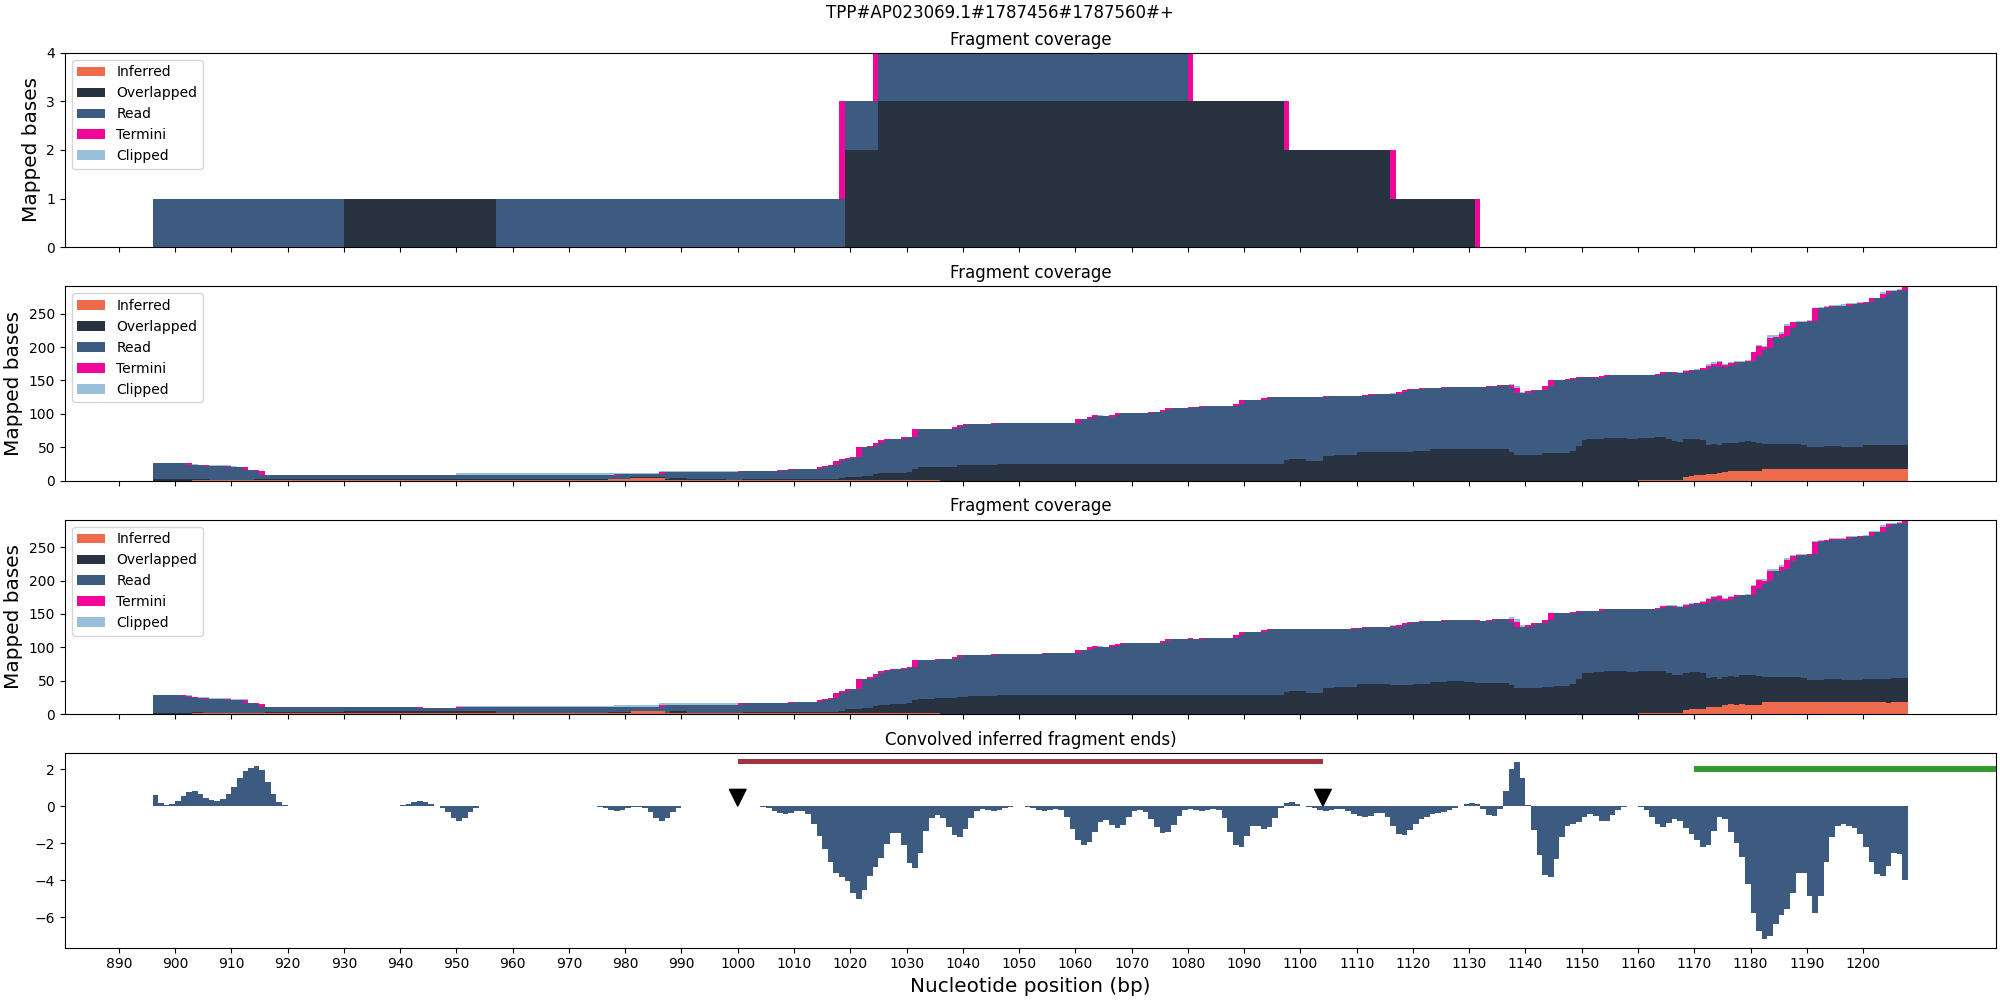 TPP#AP023069.1#1787456#1787560#+
Fragment coverage
Mapped bases
4
3
2
1
0
Inferred
Overlapped
Read
Termini
Clipped
Fragment coverage
Mapped bases
250
200
150
100
50
0
Inferred
Overlapped
Read
Termini
Clipped
Fragment coverage
Mapped bases
250
200
150
100
50
0
Inferred
Overlapped
Read
Termini
Clipped
Convolved inferred fragment ends)
2
0
−2
−4
−6
890 900 910 920 930 940 950 960 970 980 990 1000 1010 1020 1030 1040 1050 1060 1070 1080 1090 1100 1110 1120 1130 1140 1150 1160 1170 1180 1190 1200
Nucleotide position (bp)